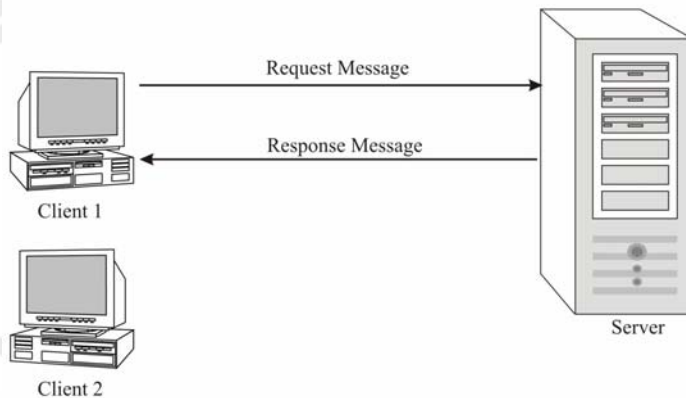 Request Message
Response Message
Client 1
Server
Client 2